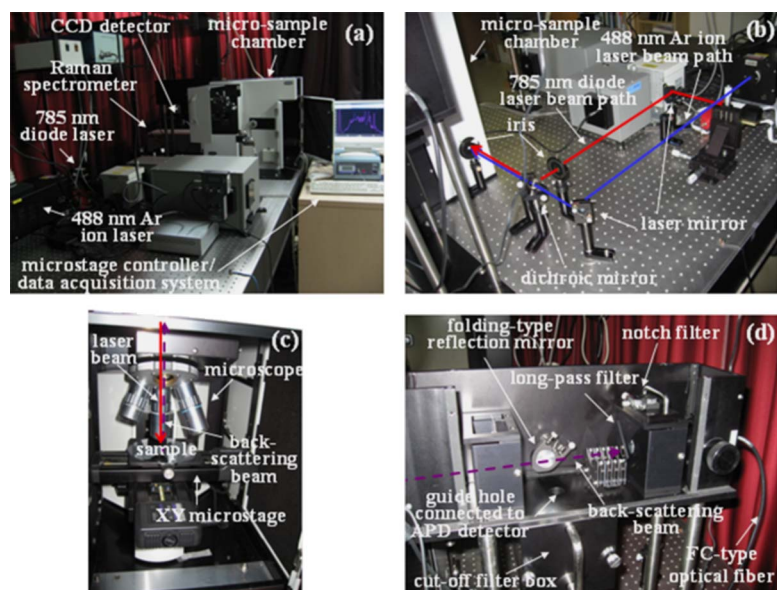 (a)
CCD detector
micro-sample
chamber
Raman
spectrometer
785 nm
diode laser
488 nm Ar
ion laser
microstage controller/
data acquisition system
(b)
micro-sample
chamber
488 nm Ar ion
laser beam path
785 nm diode
laser beam path
iris
laser mirror
dichroic mirror
(c)
laser
beam
microscope
sample
back-
scattering
beam
XY microstage
(d)
folding-type
reflection mirror
notch filter
long-pass filter
guide hole
connected to
APD detector
back-scattering
beam
cut-off filter box
FC-type
optical fiber